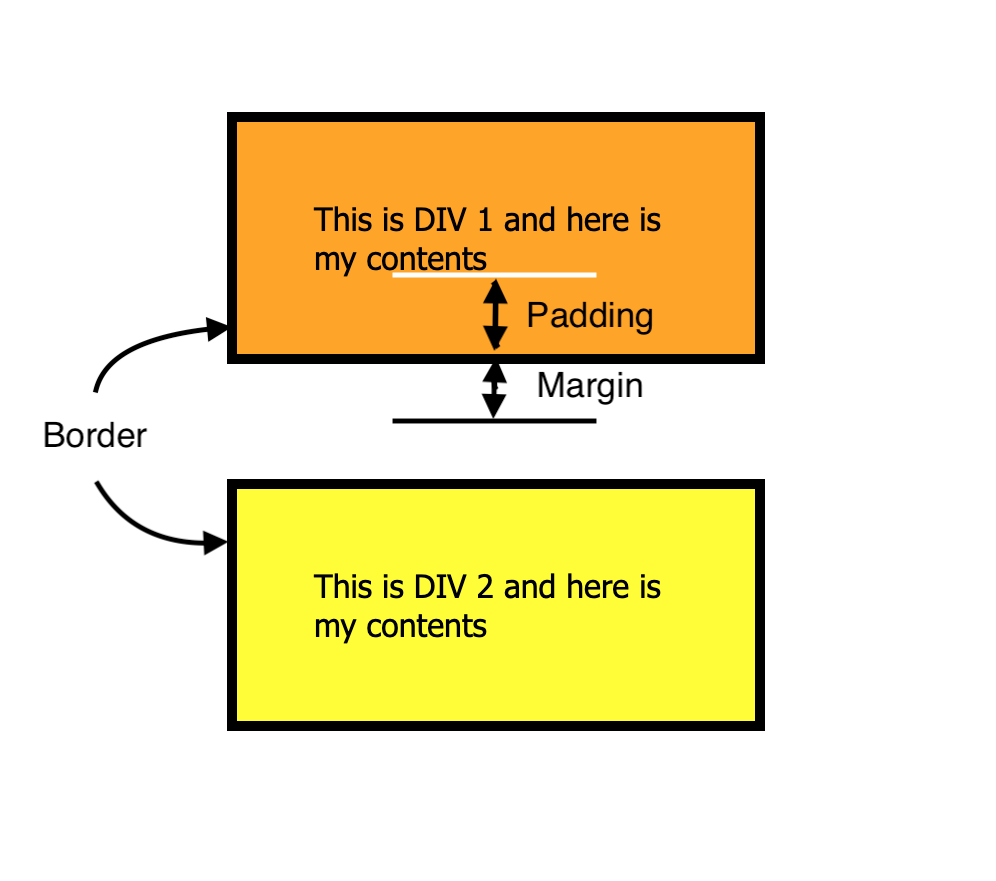 This is DIV 1 and here is
my contents
Padding
Margin
Border
This is DIV 2 and here is
my contents